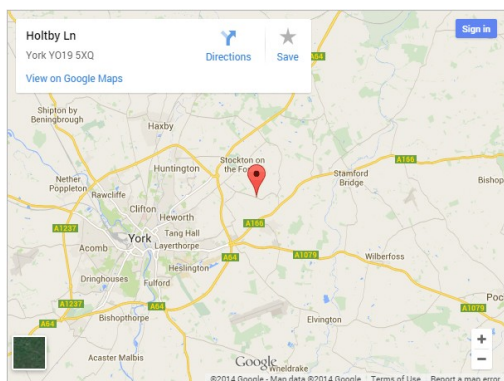 Holtby Ln
York YO19 5XQ
View on Google Maps
Directions
Save
Sign in
A64
Shipton by
Beningbrough
Haxby
A166
Huntington
Stockton on
the Fo
Stamford
Bridge
Bishop
Nether
Poppleton
Rawcliffe
Clifton
Heworth
A1237
Tang Hall
A166
York
Layerthorpe
Acomb
A64
A1079
Wilberfoss
Heslington
Dringhouses
Fulford
Poc
A1237
A64
A1079
A64
Bishopthorpe
Elvington
Acaster Malbis
Google
Wheldrake
©2014 Google - Map data ©2014 Google
Terms of Use
Report a map error